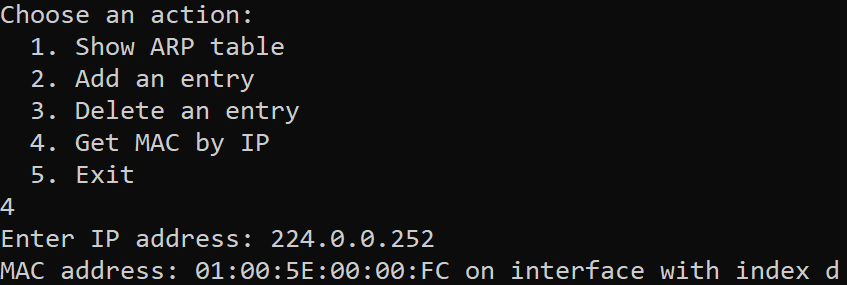 Choose an action:
  1. Show ARP table
  2. Add an entry
  3. Delete an entry
  4. Get MAC by IP
  5. Exit
4
Enter IP address: 224.0.0.252
MAC address: 01:00:5E:00:00:FC on interface with index d